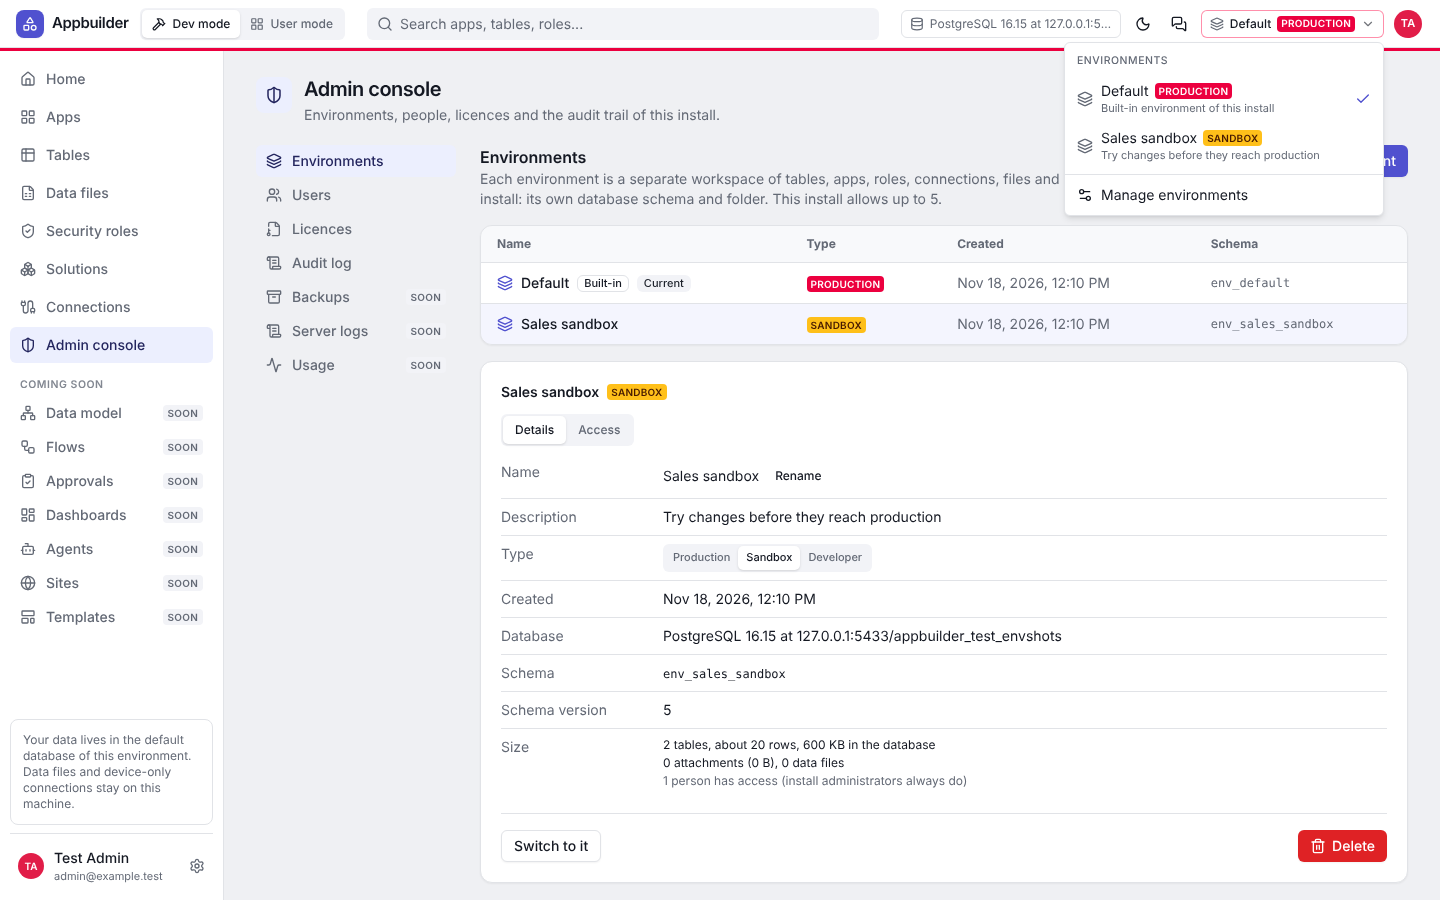 Appbuilder
Dev mode
User mode
Search apps, tables, roles...
PostgreSQL 16.15 at 127.0.0.1:5...
Default PRODUCTION
TA
Home
Apps
Tables
Data files
Security roles
Solutions
Connections
Admin console
COMING SOON
Data model SOON
Flows SOON
Approvals SOON
Dashboards SOON
Agents SOON
Sites SOON
Templates SOON
Your data lives in the default
database of this environment.
Data files and device-only
connections stay on this
machine.
TA
Test Admin
admin@example.test
Admin console
Environments, people, licences and the audit trail of this install.
Environments
Users
Licences
Audit log
Backups SOON
Server logs SOON
Usage SOON
ENVIRONMENTS
Default PRODUCTION
Built-in environment of this install
Sales sandbox SANDBOX
Try changes before they reach production
Manage environments
Environments
Each environment is a separate workspace of tables, apps, roles, connections, files and
install: its own database schema and folder. This install allows up to 5.
Name Type Created Schema
Default Built-in Current PRODUCTION Nov 18, 2026, 12:10 PM env_default
Sales sandbox SANDBOX Nov 18, 2026, 12:10 PM env_sales_sandbox
Sales sandbox SANDBOX
Details Access
Name Sales sandbox Rename
Description Try changes before they reach production
Type Production Sandbox Developer
Created Nov 18, 2026, 12:10 PM
Database PostgreSQL 16.15 at 127.0.0.1:5433/appbuilder_test_envshots
Schema env_sales_sandbox
Schema version 5
Size 2 tables, about 20 rows, 600 KB in the database
0 attachments (0 B), 0 data files
1 person has access (install administrators always do)
Switch to it
Delete